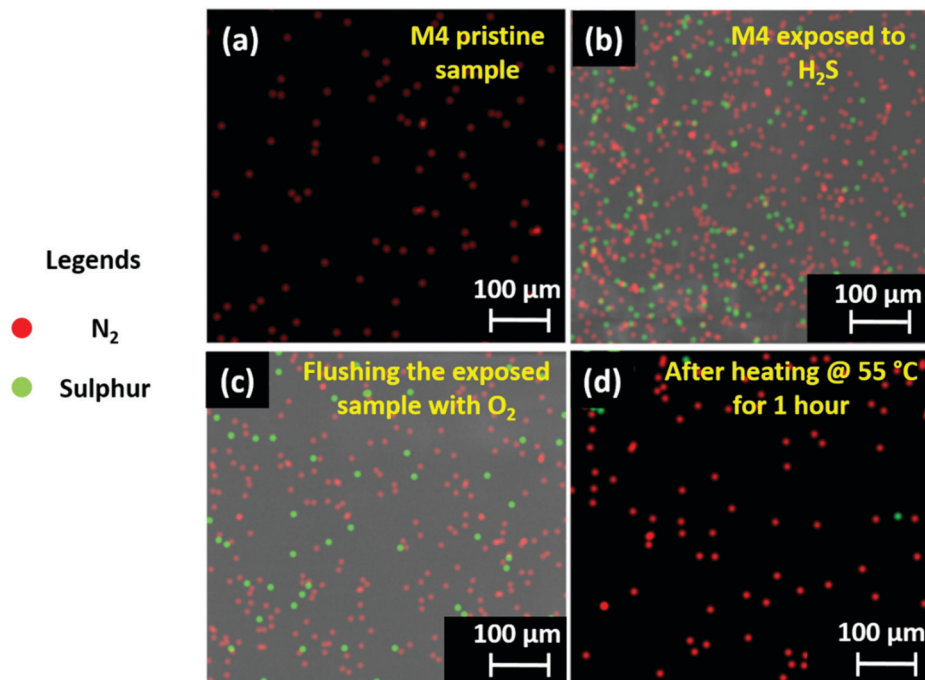 (a)
M4 pristine
sample
100 µm
(b)
M4 exposed to
H₂S
100 µm
Legends
N₂
Sulphur
(c)
Flushing the exposed
sample with O₂
100 µm
(d)
After heating @ 55 °C
for 1 hour
100 µm